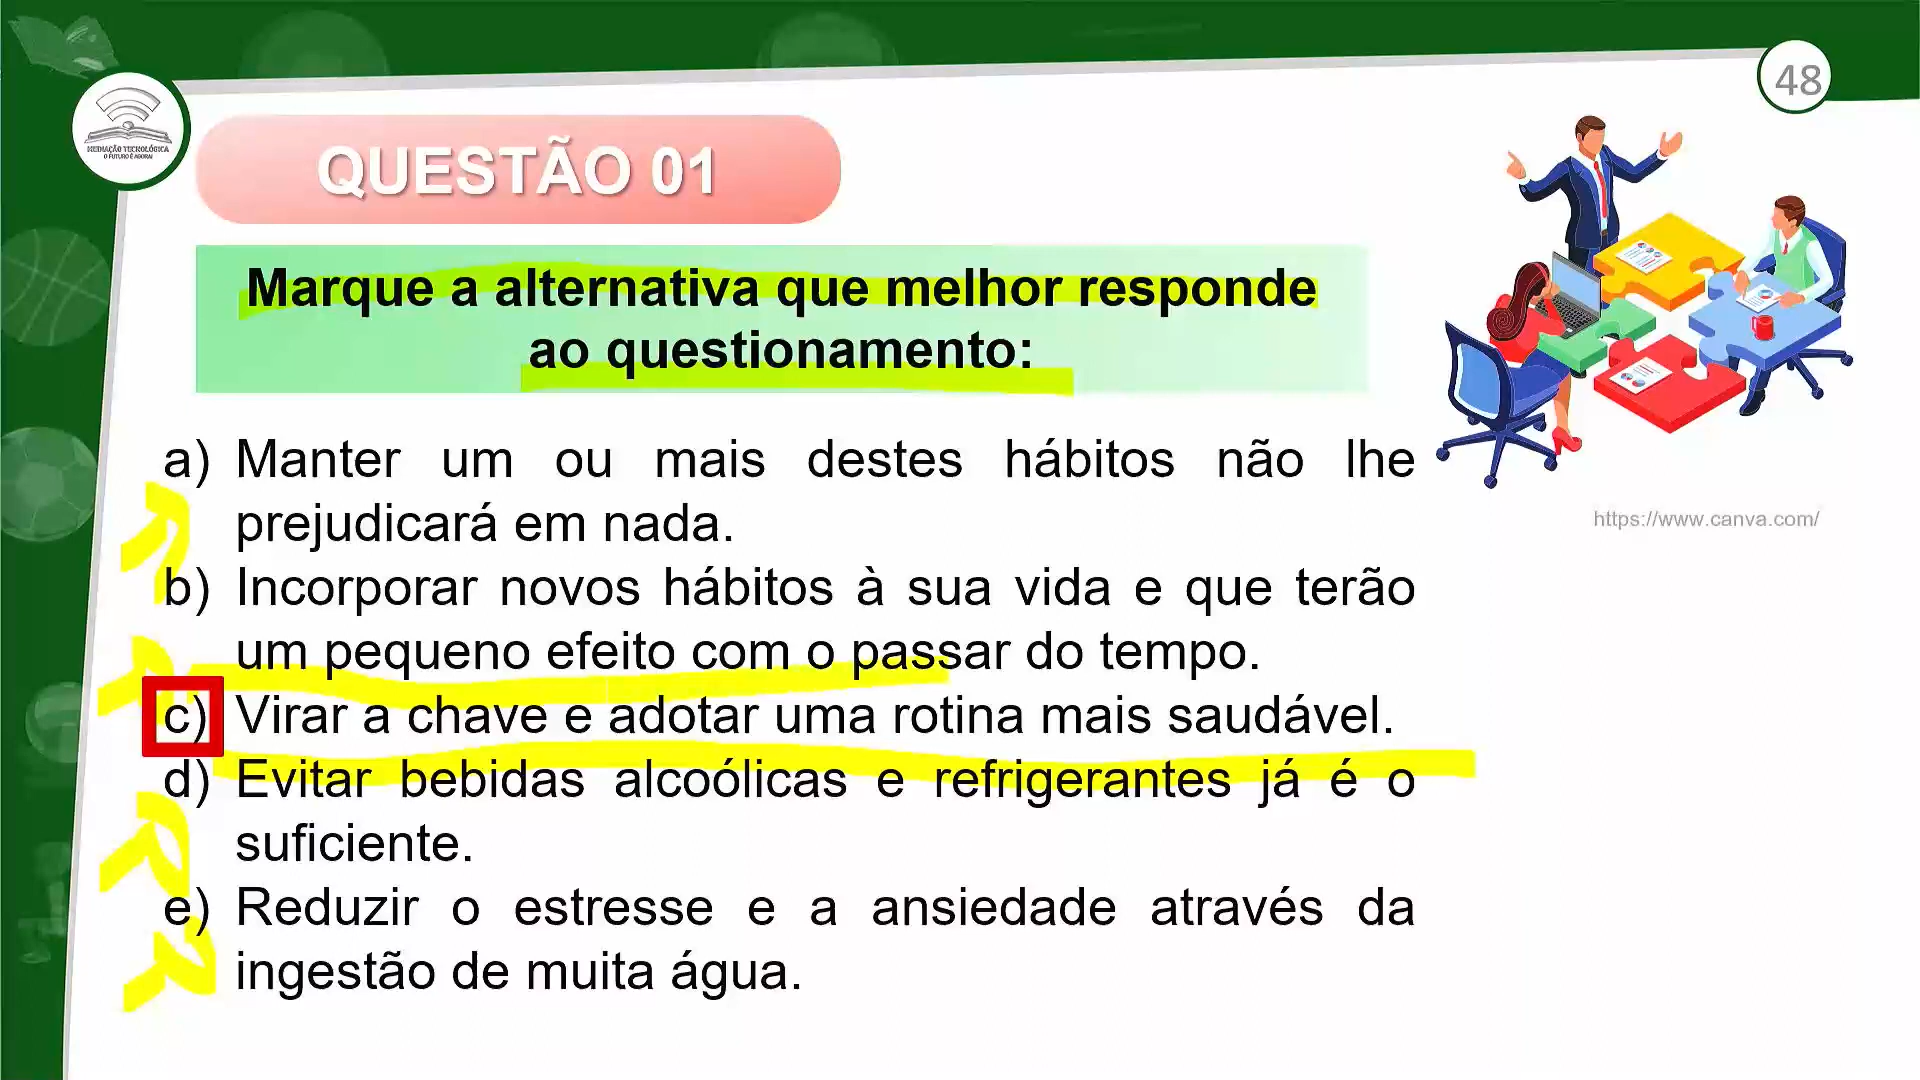 48
MEDIAÇÃO TECNOLÓGICA
O FUTURO É AGORA!
QUESTÃO 01
Marque a alternativa que melhor responde
ao questionamento:
a) Manter um ou mais destes hábitos não lhe
prejudicará em nada.
b) Incorporar novos hábitos à sua vida e que terão
um pequeno efeito com o passar do tempo.
c) Virar a chave e adotar uma rotina mais saudável.
d) Evitar bebidas alcoólicas e refrigerantes já é o
suficiente.
e) Reduzir o estresse e a ansiedade através da
ingestão de muita água.
https://www.canva.com/